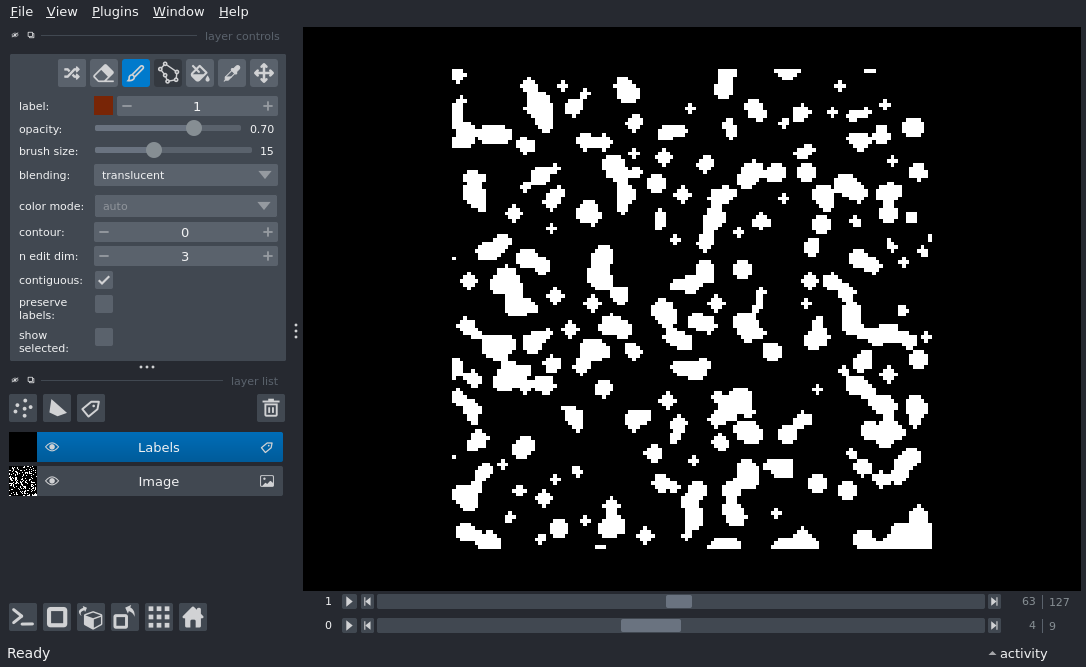 File View Plugins Window Help
layer controls
label: 1
opacity: 0.70
brush size: 15
blending: translucent
color mode: auto
contour: 0
n edit dim: 3
contiguous:
preserve
labels:
show
selected:
layer list
Labels
Image
1 63 127
0 4 9
Ready activity